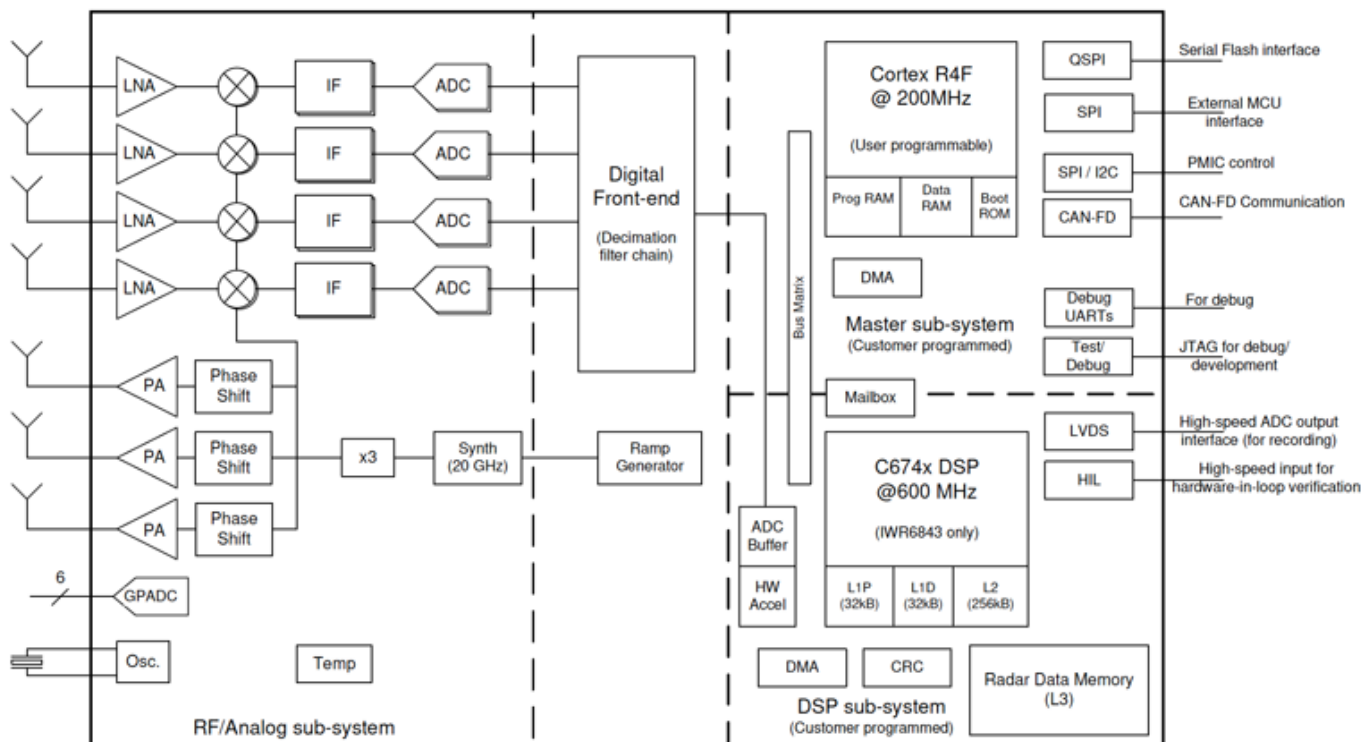 LNA
IF
ADC
LNA
IF
ADC
LNA
IF
ADC
LNA
IF
ADC
PA
Phase
Shift
PA
Phase
Shift
PA
Phase
Shift
x3
Synth
(20 GHz)
Ramp
Generator
6
GPADC
Osc.
Temp
RF/Analog sub-system
Digital
Front-end
(Decimation
filter chain)
Bus Matrix
Cortex R4F
@ 200MHz
(User programmable)
Prog RAM
Data
RAM
Boot
ROM
DMA
Master sub-system
(Customer programmed)
Mailbox
QSPI
Serial Flash interface
SPI
External MCU
interface
SPI / I2C
PMIC control
CAN-FD
CAN-FD Communication
Debug
UARTs
For debug
Test/
Debug
JTAG for debug/
development
LVDS
High-speed ADC output
interface (for recording)
HIL
High-speed input for
hardware-in-loop verification
C674x DSP
@600 MHz
(IWR6843 only)
L1P
(32kB)
L1D
(32kB)
L2
(256kB)
ADC
Buffer
HW
Accel
DMA
CRC
Radar Data Memory
(L3)
DSP sub-system
(Customer programmed)